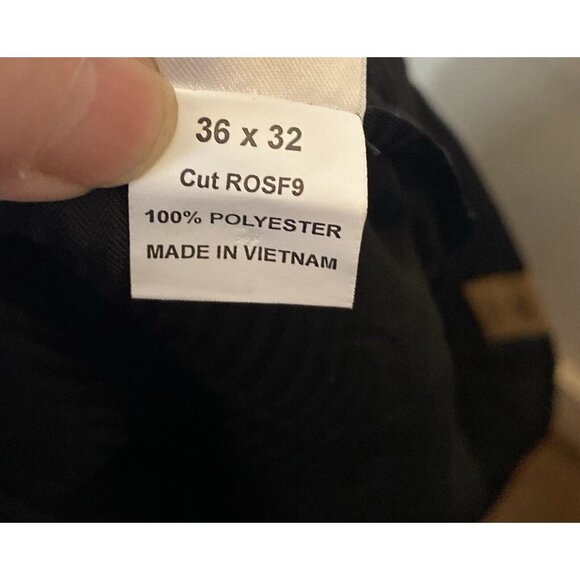 36 x 32
Cut ROSF9
100% POLYESTER
MADE IN VIETNAM